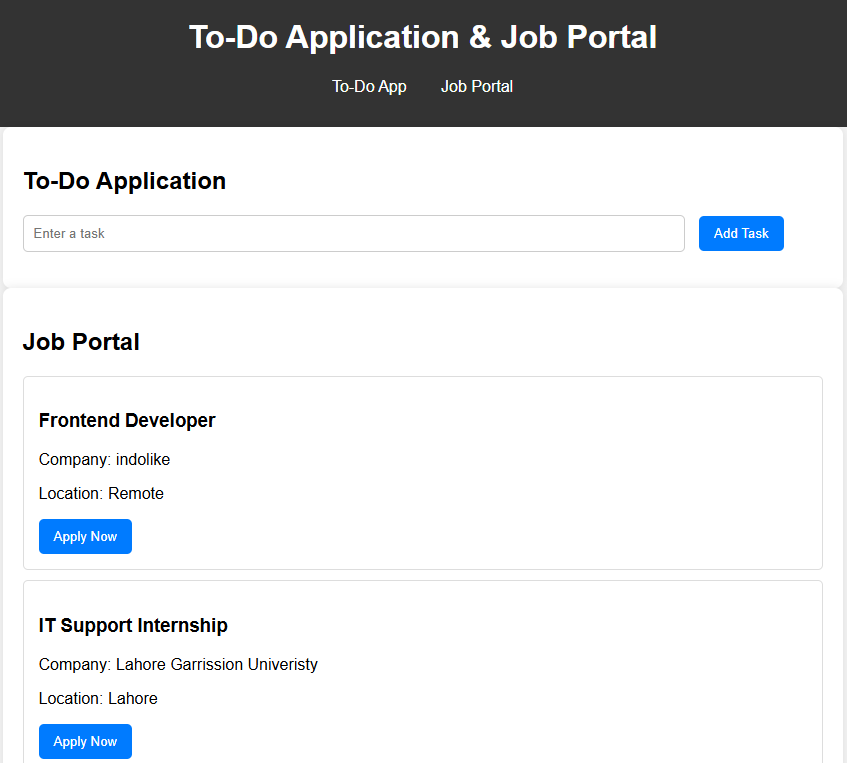 To-Do Application & Job Portal
To-Do App Job Portal
To-Do Application
Enter a task Add Task
Job Portal
Frontend Developer
Company: indolike
Location: Remote
Apply Now
IT Support Internship
Company: Lahore Garrission Univeristy
Location: Lahore
Apply Now